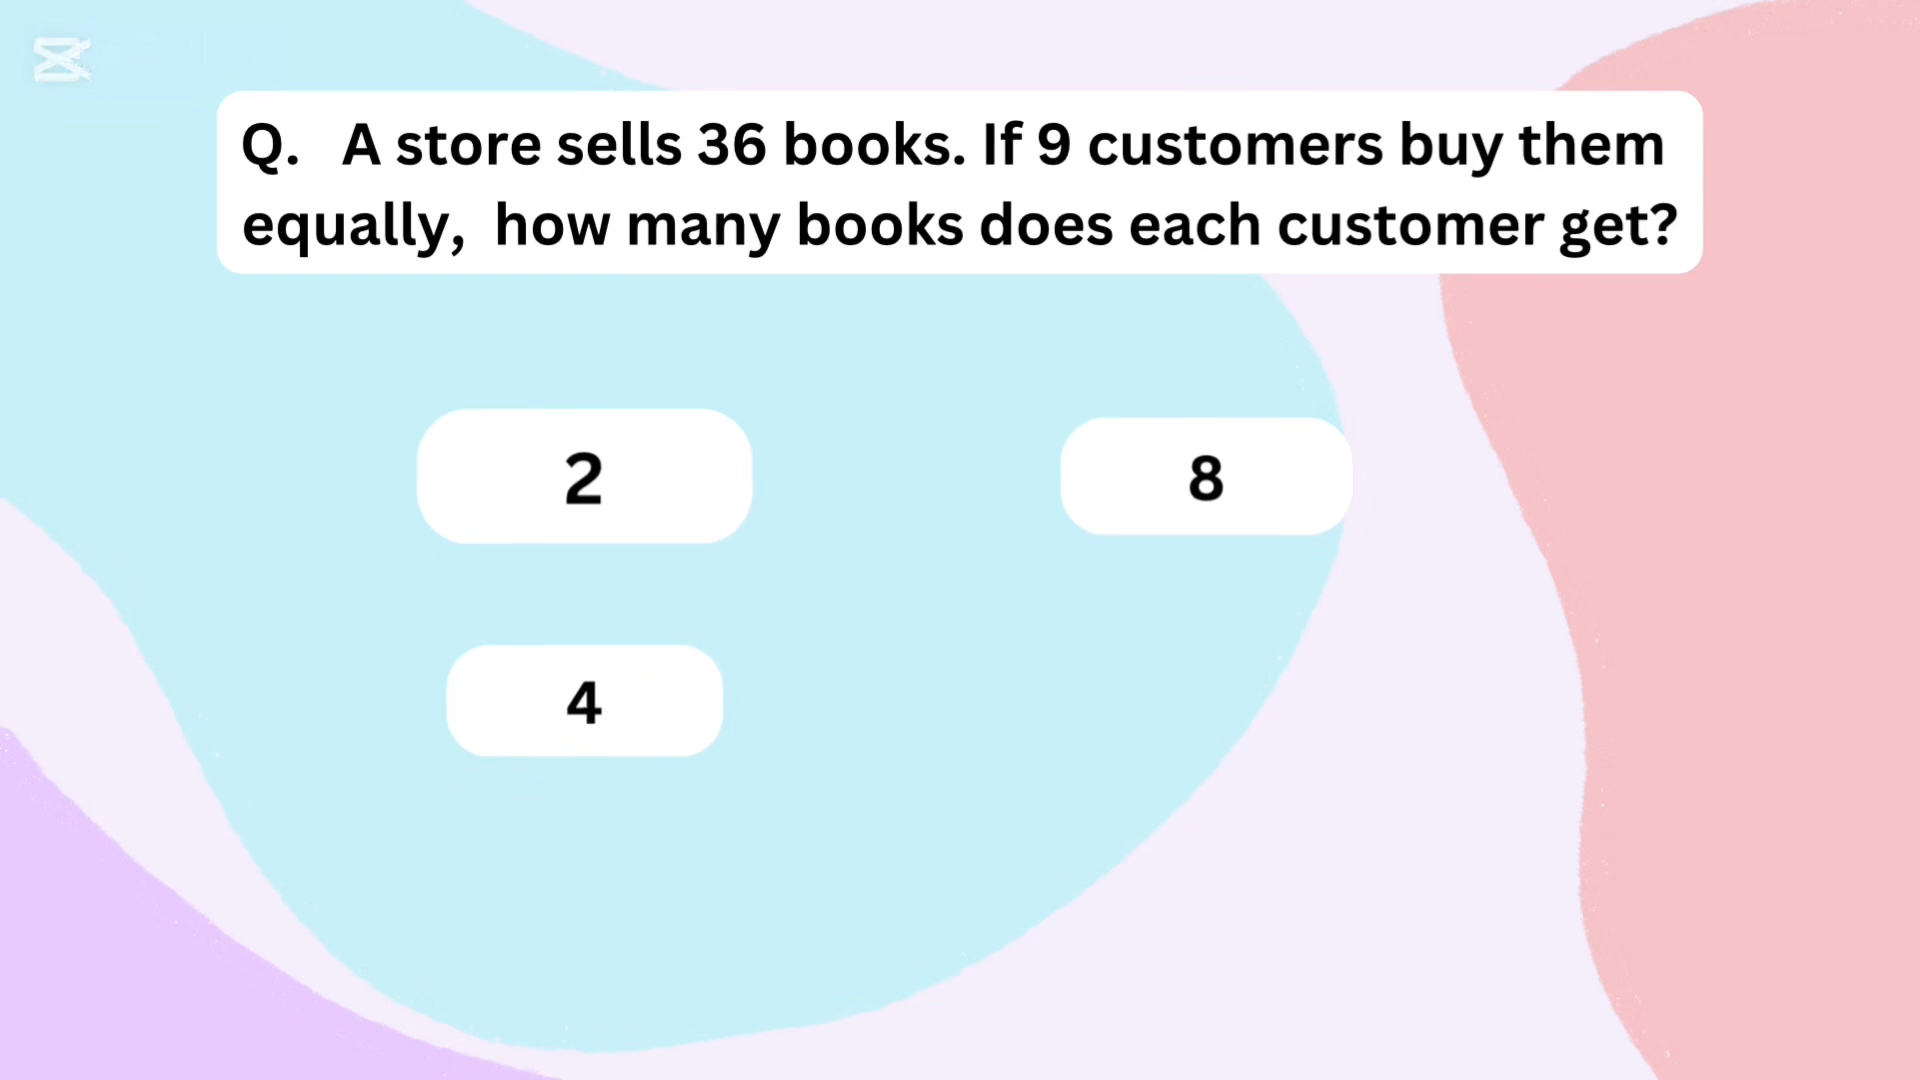 Q. A store sells 36 books. If 9 customers buy them
equally, how many books does each customer get?
2
8
4